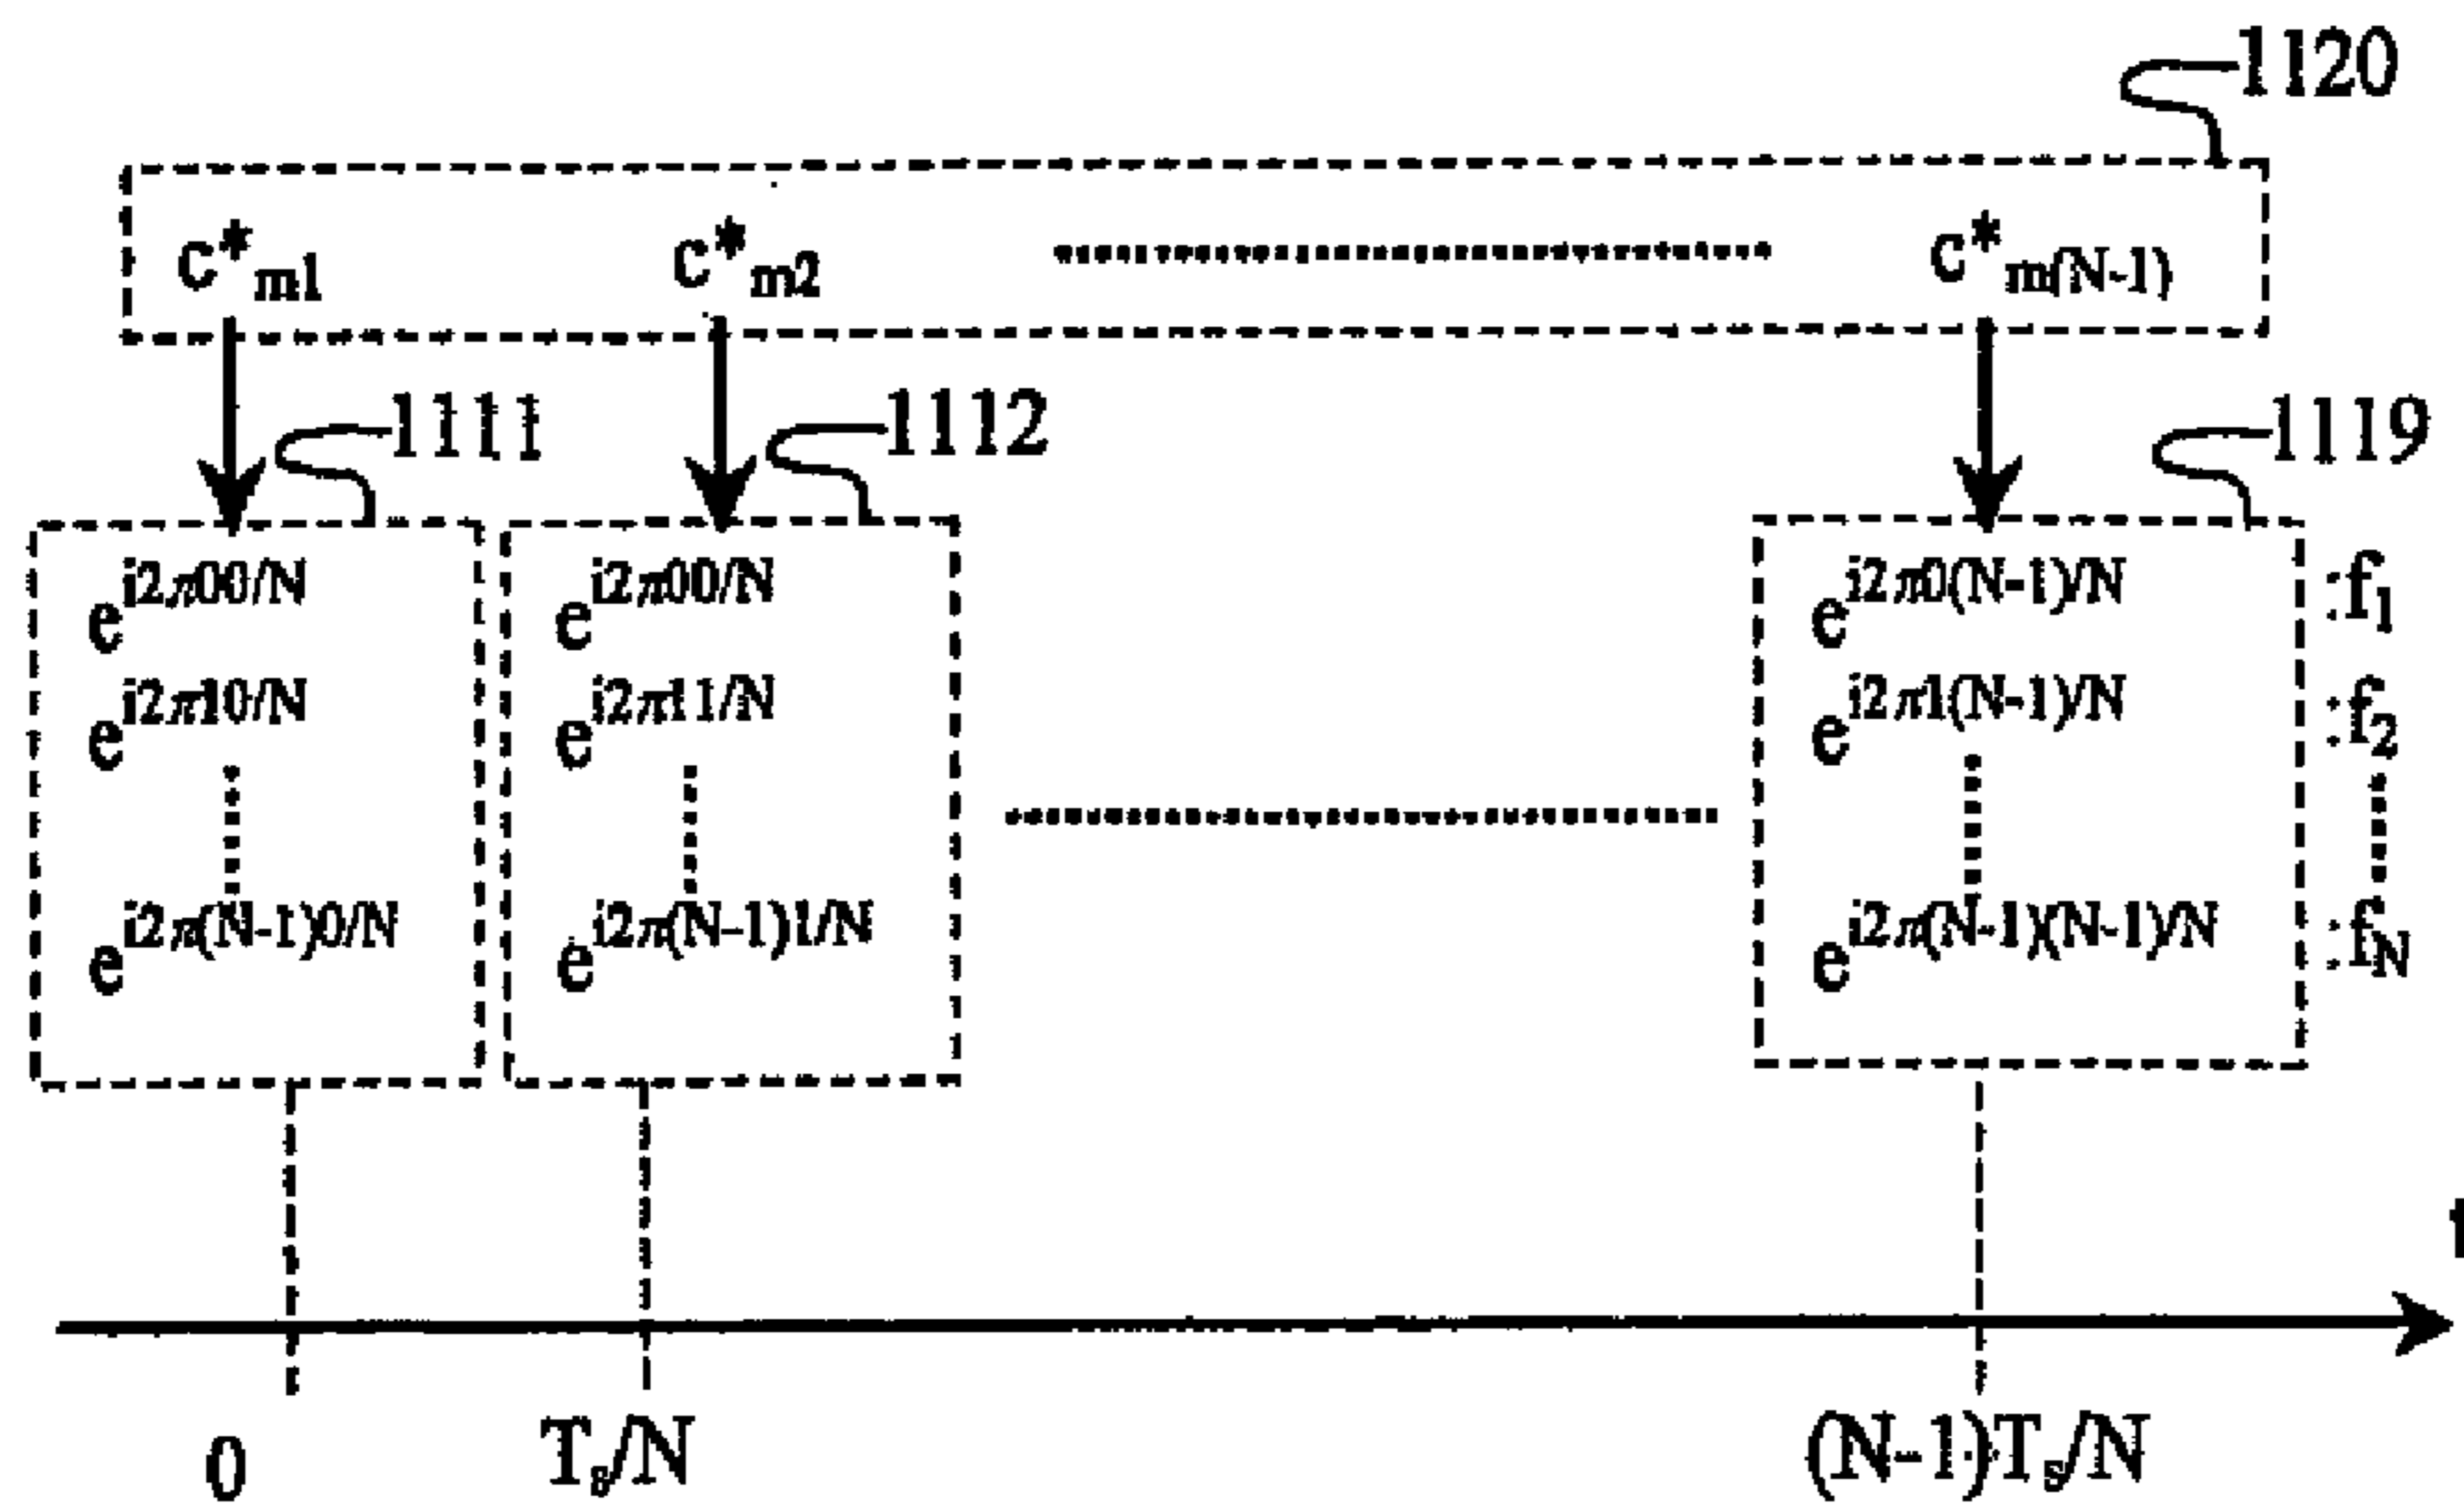 1120
c*m1 c*m2 c*m(N-1)
1111 1112 1119
e^i2π00/N e^i2π00/N e^i2π0(N-1)/N :f1
e^i2π10/N e^i2π11/N e^i2π1(N-1)/N :f2
e^i2π(N-1)0/N e^i2π(N-1)1/N e^i2π(N-1)(N-1)/N :fN
0 Ts/N (N-1)Ts/N